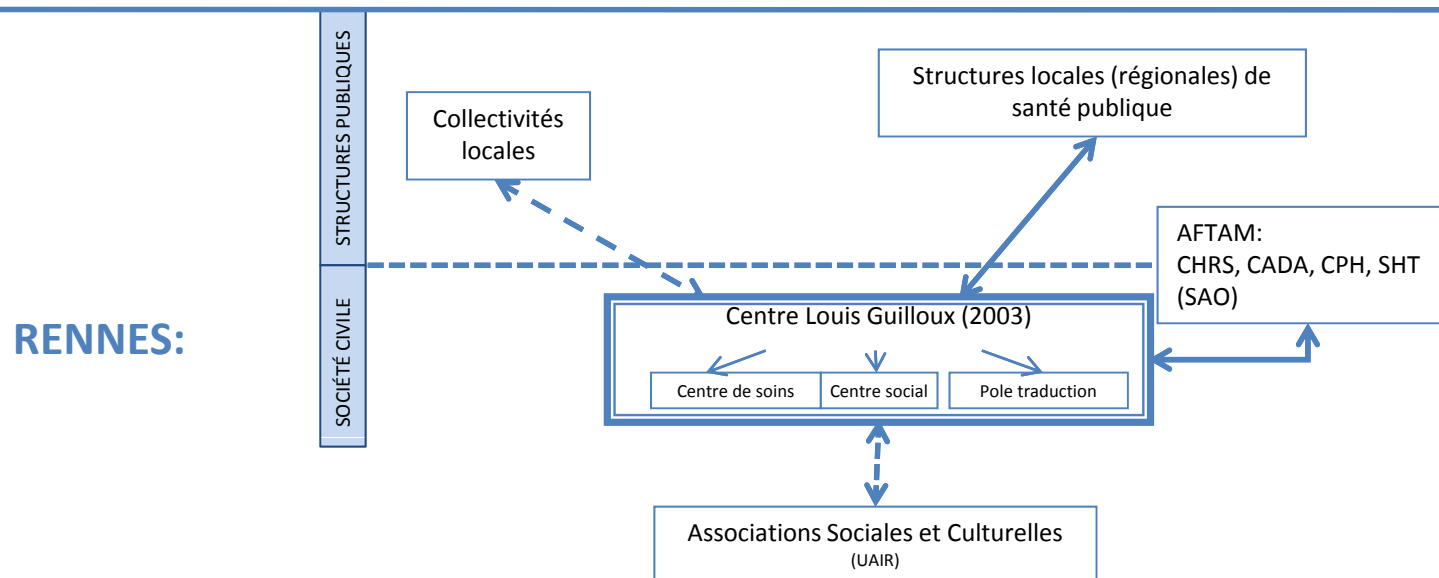 STRUCTURES PUBLIQUES
Structures locales (régionales) de
santé publique
Collectivités
locales
AFTAM:
CHRS, CADA, CPH, SHT
(SAO)
RENNES:
SOCIÉTÉ CIVILE
Centre Louis Guilloux (2003)
Centre de soins
Centre social
Pole traduction
Associations Sociales et Culturelles
(UAIR)